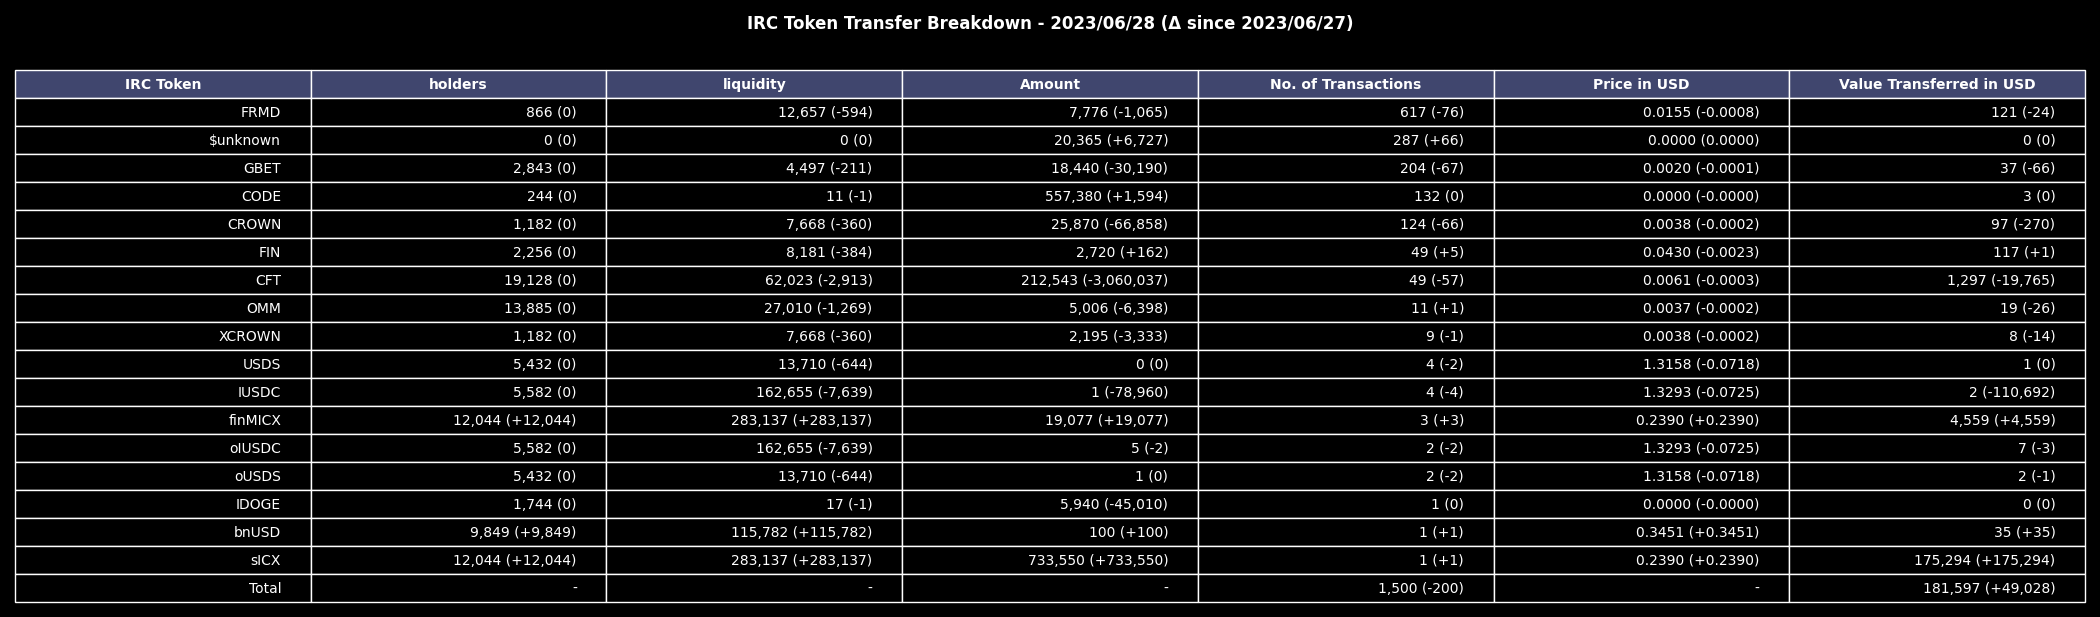 IRC Token Transfer Breakdown - 2023/06/28 (Δ since 2023/06/27)
IRC Token holders liquidity Amount No. of Transactions Price in USD Value Transferred in USD
FRMD 866 (0) 12,657 (-594) 7,776 (-1,065) 617 (-76) 0.0155 (-0.0008) 121 (-24)
$unknown 0 (0) 0 (0) 20,365 (+6,727) 287 (+66) 0.0000 (0.0000) 0 (0)
GBET 2,843 (0) 4,497 (-211) 18,440 (-30,190) 204 (-67) 0.0020 (-0.0001) 37 (-66)
CODE 244 (0) 11 (-1) 557,380 (+1,594) 132 (0) 0.0000 (-0.0000) 3 (0)
CROWN 1,182 (0) 7,668 (-360) 25,870 (-66,858) 124 (-66) 0.0038 (-0.0002) 97 (-270)
FIN 2,256 (0) 8,181 (-384) 2,720 (+162) 49 (+5) 0.0430 (-0.0023) 117 (+1)
CFT 19,128 (0) 62,023 (-2,913) 212,543 (-3,060,037) 49 (-57) 0.0061 (-0.0003) 1,297 (-19,765)
OMM 13,885 (0) 27,010 (-1,269) 5,006 (-6,398) 11 (+1) 0.0037 (-0.0002) 19 (-26)
XCROWN 1,182 (0) 7,668 (-360) 2,195 (-3,333) 9 (-1) 0.0038 (-0.0002) 8 (-14)
USDS 5,432 (0) 13,710 (-644) 0 (0) 4 (-2) 1.3158 (-0.0718) 1 (0)
IUSDC 5,582 (0) 162,655 (-7,639) 1 (-78,960) 4 (-4) 1.3293 (-0.0725) 2 (-110,692)
finMICX 12,044 (+12,044) 283,137 (+283,137) 19,077 (+19,077) 3 (+3) 0.2390 (+0.2390) 4,559 (+4,559)
oIUSDC 5,582 (0) 162,655 (-7,639) 5 (-2) 2 (-2) 1.3293 (-0.0725) 7 (-3)
oUSDS 5,432 (0) 13,710 (-644) 1 (0) 2 (-2) 1.3158 (-0.0718) 2 (-1)
IDOGE 1,744 (0) 17 (-1) 5,940 (-45,010) 1 (0) 0.0000 (-0.0000) 0 (0)
bnUSD 9,849 (+9,849) 115,782 (+115,782) 100 (+100) 1 (+1) 0.3451 (+0.3451) 35 (+35)
sICX 12,044 (+12,044) 283,137 (+283,137) 733,550 (+733,550) 1 (+1) 0.2390 (+0.2390) 175,294 (+175,294)
Total - - - 1,500 (-200) - 181,597 (+49,028)